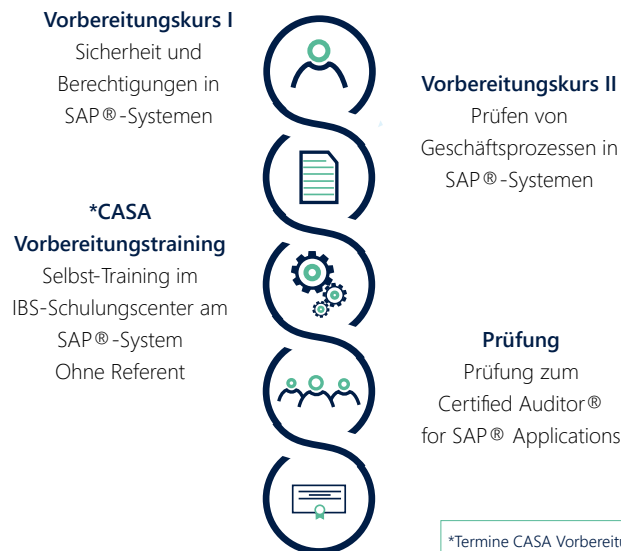 Vorbereitungskurs I
Sicherheit und
Berechtigungen in
SAP®-Systemen
Vorbereitungskurs II
Prüfen von
Geschäftsprozessen in
SAP®-Systemen
*CASA
Vorbereitungstraining
Selbst-Training im
IBS-Schulungscenter am
SAP®-System
Ohne Referent
Prüfung
Prüfung zum
Certified Auditor®
for SAP® Applications
*Termine CASA